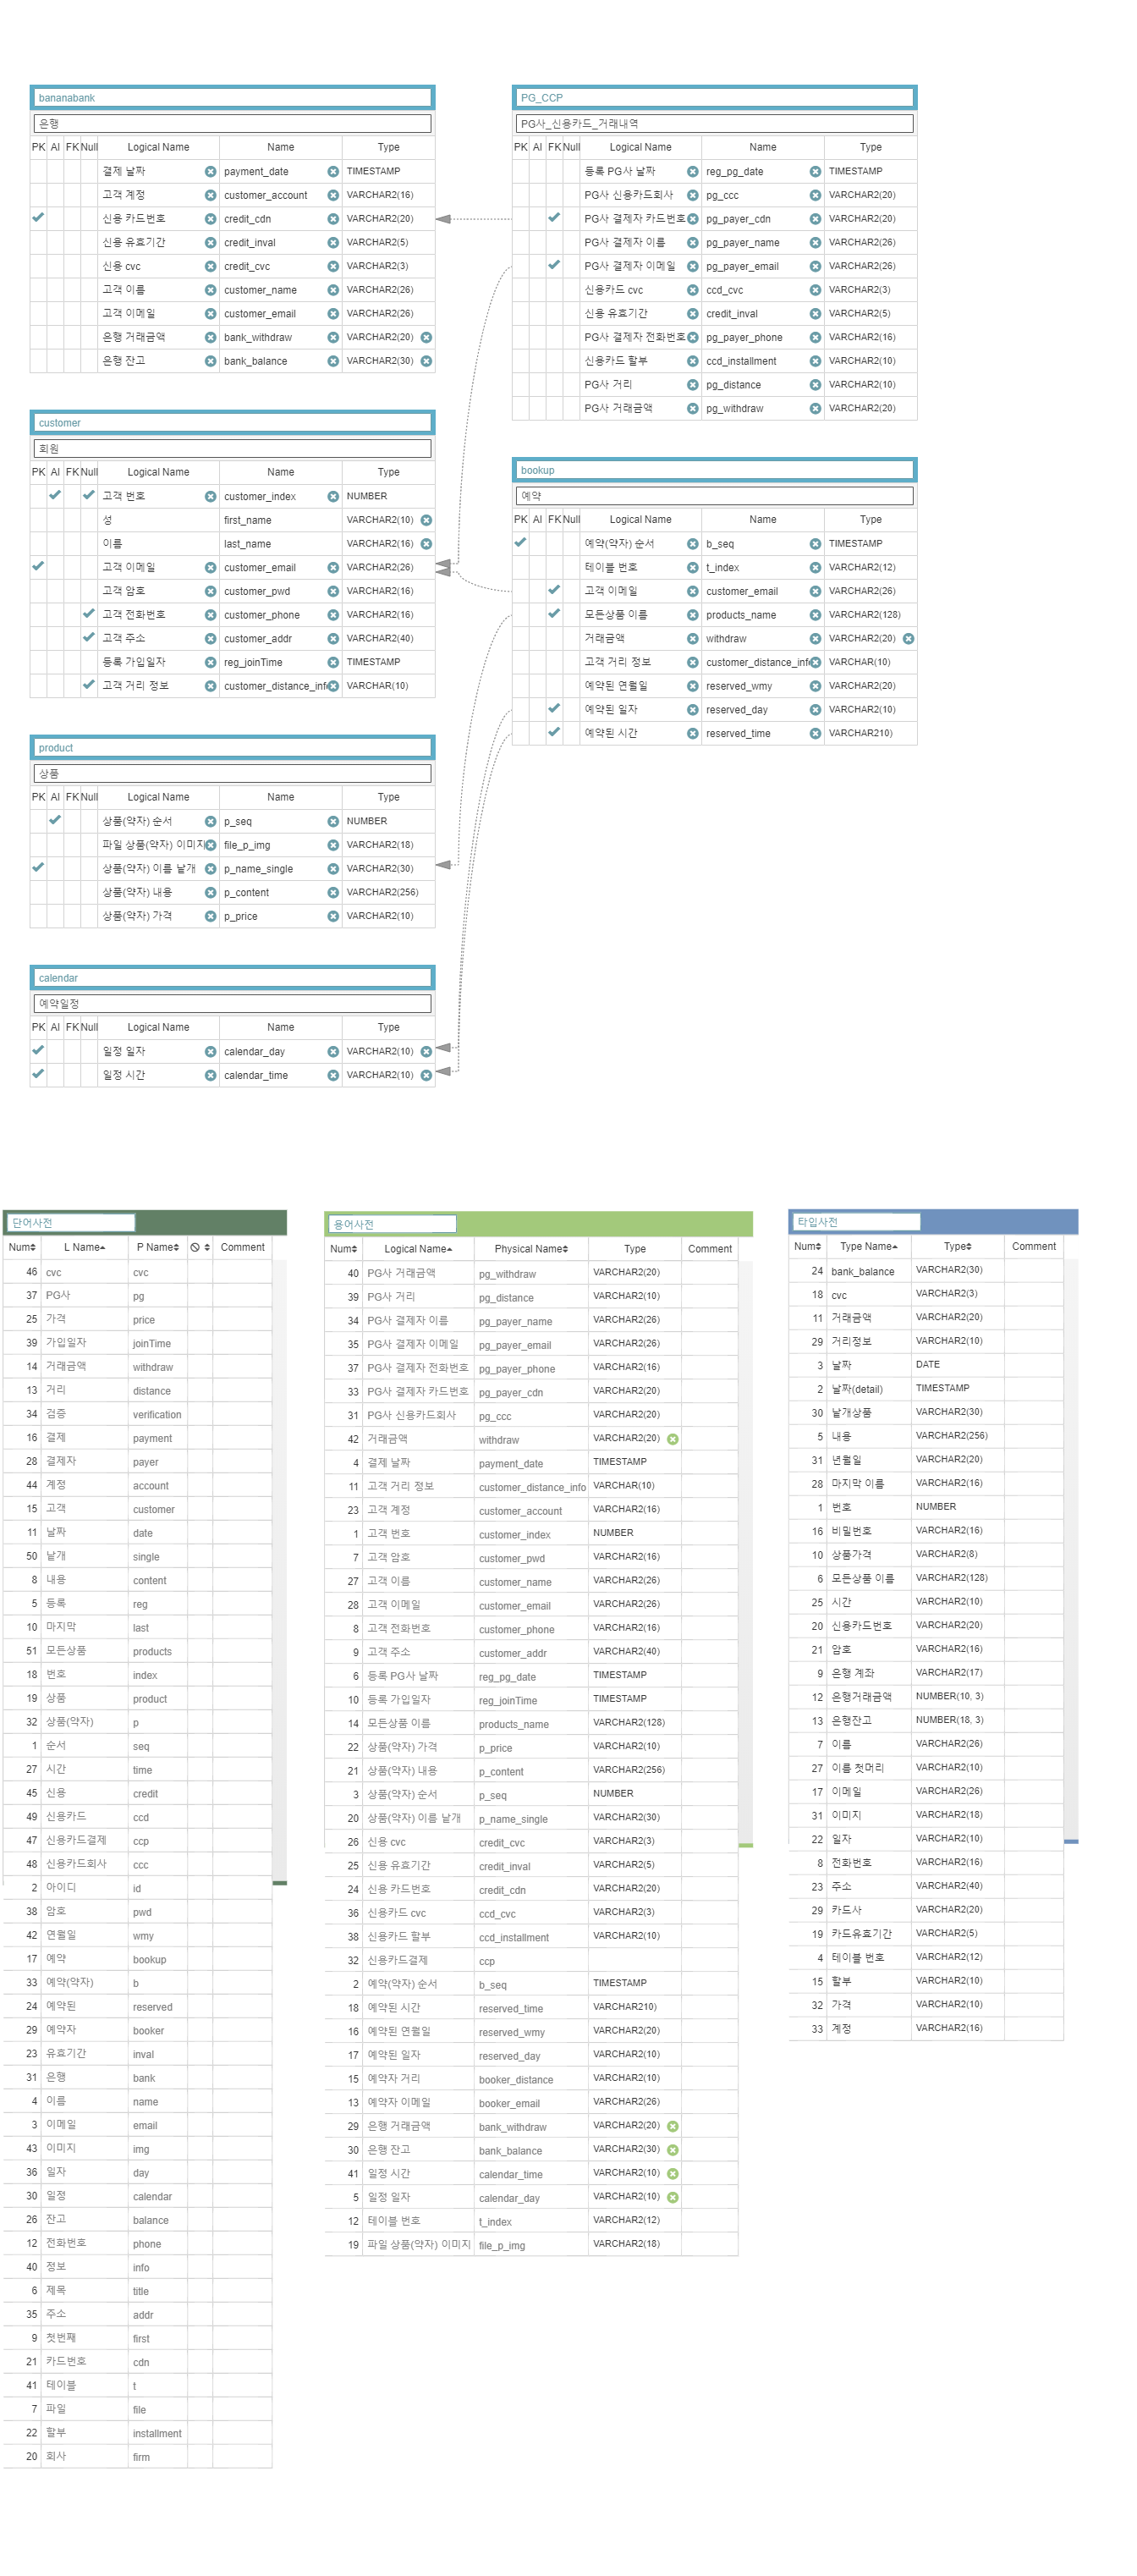 bananabank
은행
PK AI FK Null Logical Name Name Type
결제 날짜 payment_date TIMESTAMP
고객 계정 customer_account VARCHAR2(16)
신용 카드번호 credit_cdn VARCHAR2(20)
신용 유효기간 credit_inval VARCHAR2(5)
신용 cvc credit_cvc VARCHAR2(3)
고객 이름 customer_name VARCHAR2(26)
고객 이메일 customer_email VARCHAR2(26)
은행 거래금액 bank_withdraw VARCHAR2(20)
은행 잔고 bank_balance VARCHAR2(30)
PG_CCP
PG사_신용카드_거래내역
PK AI FK Null Logical Name Name Type
등록 PG사 날짜 reg_pg_date TIMESTAMP
PG사 신용카드회사 pg_ccc VARCHAR2(20)
PG사 결제자 카드번호 pg_payer_cdn VARCHAR2(20)
PG사 결제자 이름 pg_payer_name VARCHAR2(26)
PG사 결제자 이메일 pg_payer_email VARCHAR2(26)
신용카드 cvc ccd_cvc VARCHAR2(3)
신용 유효기간 credit_inval VARCHAR2(5)
PG사 결제자 전화번호 pg_payer_phone VARCHAR2(16)
신용카드 할부 ccd_installment VARCHAR2(10)
PG사 거리 pg_distance VARCHAR2(10)
PG사 거래금액 pg_withdraw VARCHAR2(20)
customer
회원
PK AI FK Null Logical Name Name Type
고객 번호 customer_index NUMBER
성 first_name VARCHAR2(10)
이름 last_name VARCHAR2(16)
고객 이메일 customer_email VARCHAR2(26)
고객 암호 customer_pwd VARCHAR2(16)
고객 전화번호 customer_phone VARCHAR2(16)
고객 주소 customer_addr VARCHAR2(40)
등록 가입일자 reg_joinTime TIMESTAMP
고객 거리 정보 customer_distance_info VARCHAR(10)
bookup
예약
PK AI FK Null Logical Name Name Type
예약(약자) 순서 b_seq TIMESTAMP
테이블 번호 t_index VARCHAR2(12)
고객 이메일 customer_email VARCHAR2(26)
모든상품 이름 products_name VARCHAR2(128)
거래금액 withdraw VARCHAR2(20)
고객 거리 정보 customer_distance_info VARCHAR(10)
예약된 연월일 reserved_wmy VARCHAR2(20)
예약된 일자 reserved_day VARCHAR2(10)
예약된 시간 reserved_time VARCHAR210)
product
상품
PK AI FK Null Logical Name Name Type
상품(약자) 순서 p_seq NUMBER
파일 상품(약자) 이미지 file_p_img VARCHAR2(18)
상품(약자) 이름 낱개 p_name_single VARCHAR2(30)
상품(약자) 내용 p_content VARCHAR2(256)
상품(약자) 가격 p_price VARCHAR2(10)
calendar
예약일정
PK AI FK Null Logical Name Name Type
일정 일자 calendar_day VARCHAR2(10)
일정 시간 calendar_time VARCHAR2(10)
단어사전
Num L Name P Name Comment
46 cvc cvc
37 PG사 pg
25 가격 price
39 가입일자 joinTime
14 거래금액 withdraw
13 거리 distance
34 검증 verification
16 결제 payment
28 결제자 payer
44 계정 account
15 고객 customer
11 날짜 date
50 낱개 single
8 내용 content
5 등록 reg
10 마지막 last
51 모든상품 products
18 번호 index
19 상품 product
32 상품(약자) p
1 순서 seq
27 시간 time
45 신용 credit
49 신용카드 ccd
47 신용카드결제 ccp
48 신용카드회사 ccc
2 아이디 id
38 암호 pwd
42 연월일 wmy
17 예약 bookup
33 예약(약자) b
24 예약된 reserved
29 예약자 booker
23 유효기간 inval
31 은행 bank
4 이름 name
3 이메일 email
43 이미지 img
36 일자 day
30 일정 calendar
26 잔고 balance
12 전화번호 phone
40 정보 info
6 제목 title
35 주소 addr
9 첫번째 first
21 카드번호 cdn
41 테이블 t
7 파일 file
22 할부 installment
20 회사 firm
용어사전
Num Logical Name Physical Name Type Comment
40 PG사 거래금액 pg_withdraw VARCHAR2(20)
39 PG사 거리 pg_distance VARCHAR2(10)
34 PG사 결제자 이름 pg_payer_name VARCHAR2(26)
35 PG사 결제자 이메일 pg_payer_email VARCHAR2(26)
37 PG사 결제자 전화번호 pg_payer_phone VARCHAR2(16)
33 PG사 결제자 카드번호 pg_payer_cdn VARCHAR2(20)
31 PG사 신용카드회사 pg_ccc VARCHAR2(20)
42 거래금액 withdraw VARCHAR2(20)
4 결제 날짜 payment_date TIMESTAMP
11 고객 거리 정보 customer_distance_info VARCHAR(10)
23 고객 계정 customer_account VARCHAR2(16)
1 고객 번호 customer_index NUMBER
7 고객 암호 customer_pwd VARCHAR2(16)
27 고객 이름 customer_name VARCHAR2(26)
28 고객 이메일 customer_email VARCHAR2(26)
8 고객 전화번호 customer_phone VARCHAR2(16)
9 고객 주소 customer_addr VARCHAR2(40)
6 등록 PG사 날짜 reg_pg_date TIMESTAMP
10 등록 가입일자 reg_joinTime TIMESTAMP
14 모든상품 이름 products_name VARCHAR2(128)
22 상품(약자) 가격 p_price VARCHAR2(10)
21 상품(약자) 내용 p_content VARCHAR2(256)
3 상품(약자) 순서 p_seq NUMBER
20 상품(약자) 이름 낱개 p_name_single VARCHAR2(30)
26 신용 cvc credit_cvc VARCHAR2(3)
25 신용 유효기간 credit_inval VARCHAR2(5)
24 신용 카드번호 credit_cdn VARCHAR2(20)
36 신용카드 cvc ccd_cvc VARCHAR2(3)
38 신용카드 할부 ccd_installment VARCHAR2(10)
32 신용카드결제 ccp
2 예약(약자) 순서 b_seq TIMESTAMP
18 예약된 시간 reserved_time VARCHAR210)
16 예약된 연월일 reserved_wmy VARCHAR2(20)
17 예약된 일자 reserved_day VARCHAR2(10)
15 예약자 거리 booker_distance VARCHAR2(10)
13 예약자 이메일 booker_email VARCHAR2(26)
29 은행 거래금액 bank_withdraw VARCHAR2(20)
30 은행 잔고 bank_balance VARCHAR2(30)
41 일정 시간 calendar_time VARCHAR2(10)
5 일정 일자 calendar_day VARCHAR2(10)
12 테이블 번호 t_index VARCHAR2(12)
19 파일 상품(약자) 이미지 file_p_img VARCHAR2(18)
타입사전
Num Type Name Type Comment
24 bank_balance VARCHAR2(30)
18 cvc VARCHAR2(3)
11 거래금액 VARCHAR2(20)
29 거리정보 VARCHAR2(10)
3 날짜 DATE
2 날짜(detail) TIMESTAMP
30 낱개상품 VARCHAR2(30)
5 내용 VARCHAR2(256)
31 년월일 VARCHAR2(20)
28 마지막 이름 VARCHAR2(16)
1 번호 NUMBER
16 비밀번호 VARCHAR2(16)
10 상품가격 VARCHAR2(8)
6 모든상품 이름 VARCHAR2(128)
25 시간 VARCHAR2(10)
20 신용카드번호 VARCHAR2(20)
21 암호 VARCHAR2(16)
9 은행 계좌 VARCHAR2(17)
12 은행거래금액 NUMBER(10, 3)
13 은행잔고 NUMBER(18, 3)
7 이름 VARCHAR2(26)
27 이름 첫머리 VARCHAR2(10)
17 이메일 VARCHAR2(26)
31 이미지 VARCHAR2(18)
22 일자 VARCHAR2(10)
8 전화번호 VARCHAR2(16)
23 주소 VARCHAR2(40)
29 카드사 VARCHAR2(20)
19 카드유효기간 VARCHAR2(5)
4 테이블 번호 VARCHAR2(12)
15 할부 VARCHAR2(10)
32 가격 VARCHAR2(10)
33 계정 VARCHAR2(16)